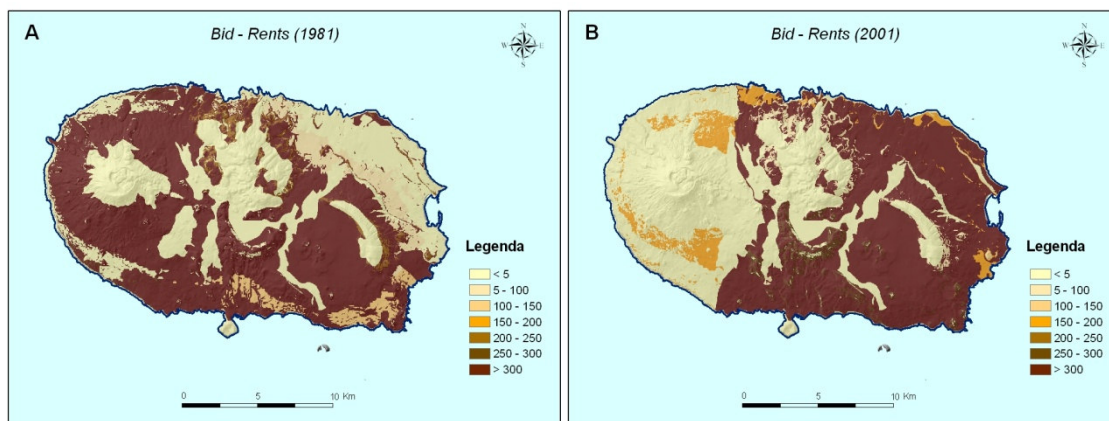 A
Bid - Rents (1981)
N
W E
S
Legenda
< 5
5 - 100
100 - 150
150 - 200
200 - 250
250 - 300
> 300
0 5 10 Km
B
Bid - Rents (2001)
N
W E
S
Legenda
< 5
5 - 100
100 - 150
150 - 200
200 - 250
250 - 300
> 300
0 5 10 Km